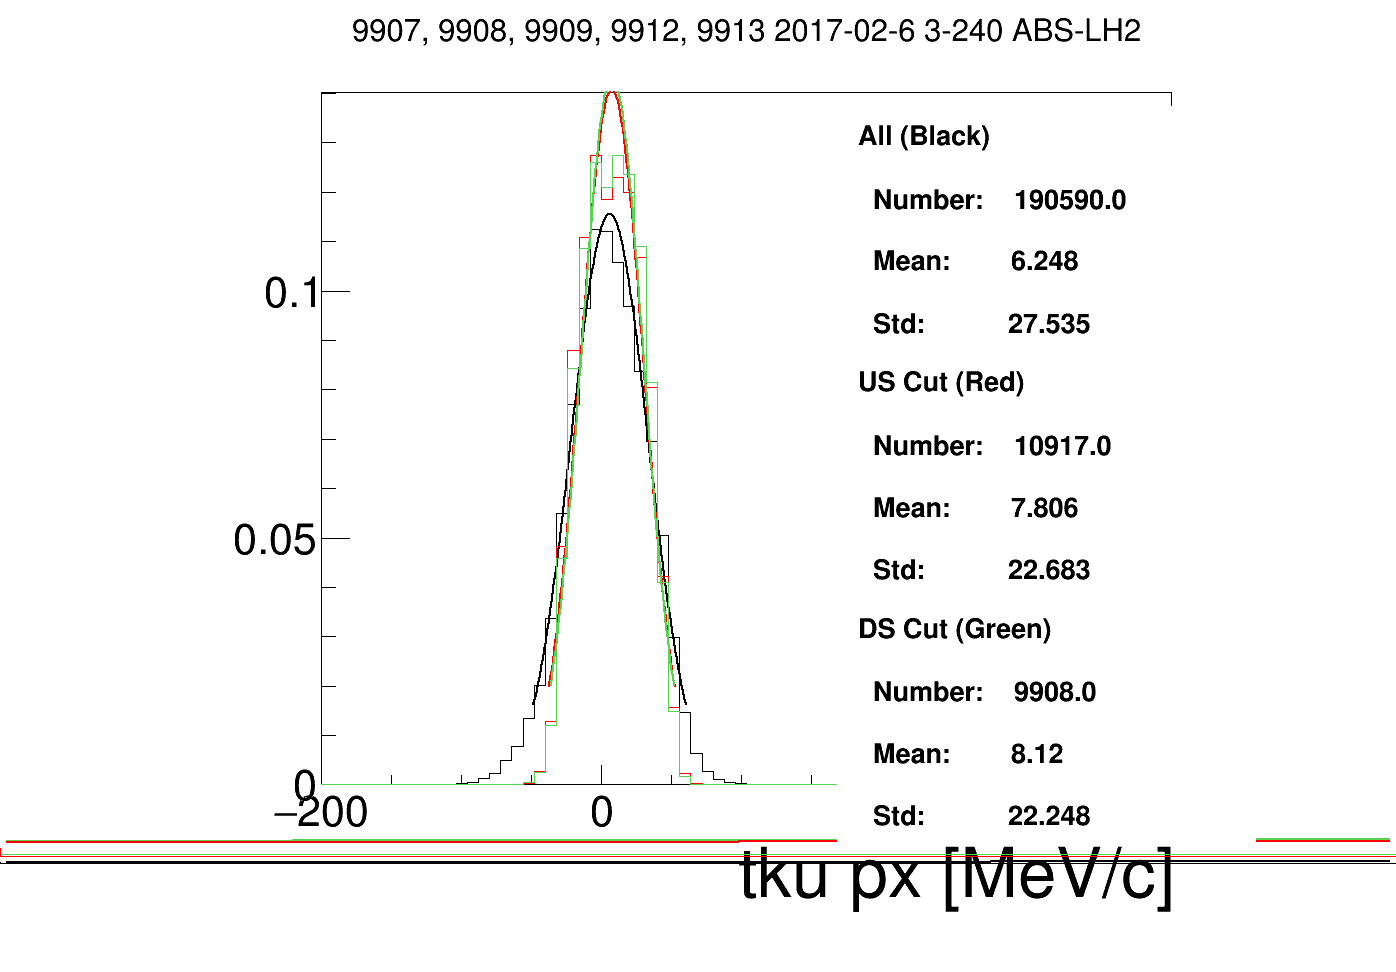 9907, 9908, 9909, 9912, 9913 2017-02-6 3-240 ABS-LH2
All (Black)
Number: 190590.0
Mean: 6.248
Std: 27.535
US Cut (Red)
Number: 10917.0
Mean: 7.806
Std: 22.683
DS Cut (Green)
Number: 9908.0
Mean: 8.12
Std: 22.248
0.1
0.05
0
−200 0
tku px [MeV/c]